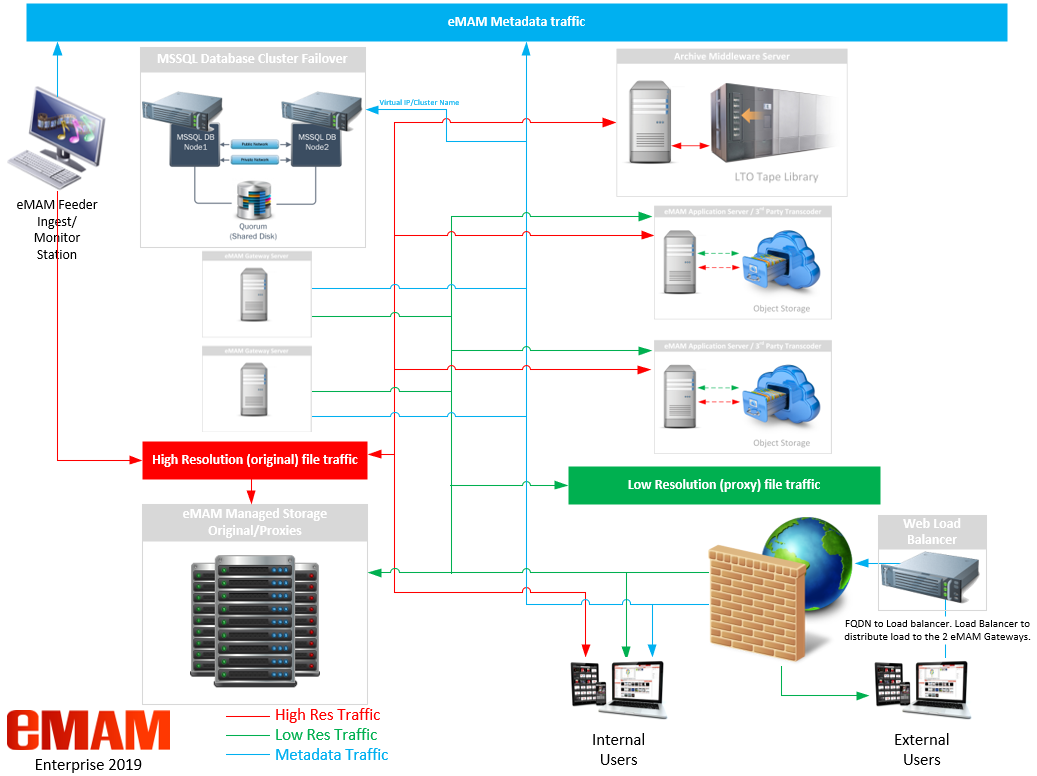 eMAM Metadata traffic
MSSQL Database Cluster Failover
MSSQL DB
Node1
MSSQL DB
Node2
Public Network
Private Network
Quorum
(Shared Disk)
Virtual IP/Cluster Name
Archive Middleware Server
LTO Tape Library
eMAM Feeder
Ingest/
Monitor
Station
eMAM Application Server / 3rd Party Transcoder
Object Storage
eMAM Gateway Server
eMAM Gateway Server
eMAM Application Server / 3rd Party Transcoder
Object Storage
High Resolution (original) file traffic
Low Resolution (proxy) file traffic
eMAM Managed Storage
Original/Proxies
Web Load
Balancer
FQDN to Load balancer. Load Balancer to
distribute load to the 2 eMAM Gateways.
eMAM
Enterprise 2019
High Res Traffic
Low Res Traffic
Metadata Traffic
Internal
Users
External
Users